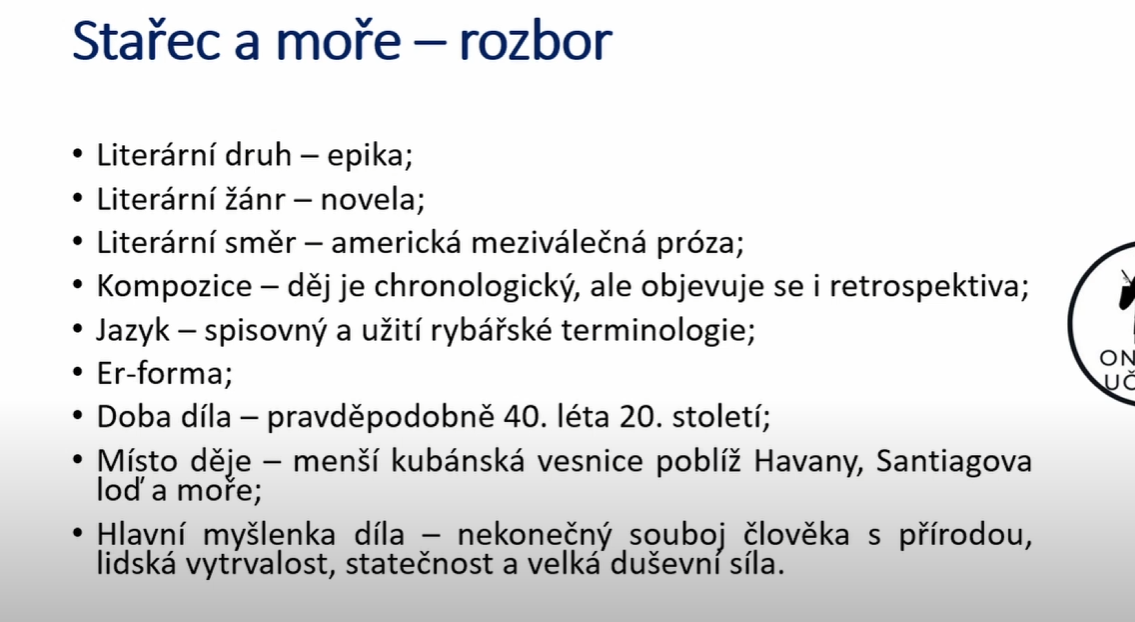 Stařec a moře – rozbor
• Literární druh – epika;
• Literární žánr – novela;
• Literární směr – americká meziválečná próza;
• Kompozice – děj je chronologický, ale objevuje se i retrospektiva;
• Jazyk – spisovný a užití rybářské terminologie;
• Er-forma;
• Doba díla – pravděpodobně 40. léta 20. století;
• Místo děje – menší kubánská vesnice poblíž Havany, Santiagova
loď a moře;
• Hlavní myšlenka díla – nekonečný souboj člověka s přírodou,
lidská vytrvalost, statečnost a velká duševní síla.
ON
UČ